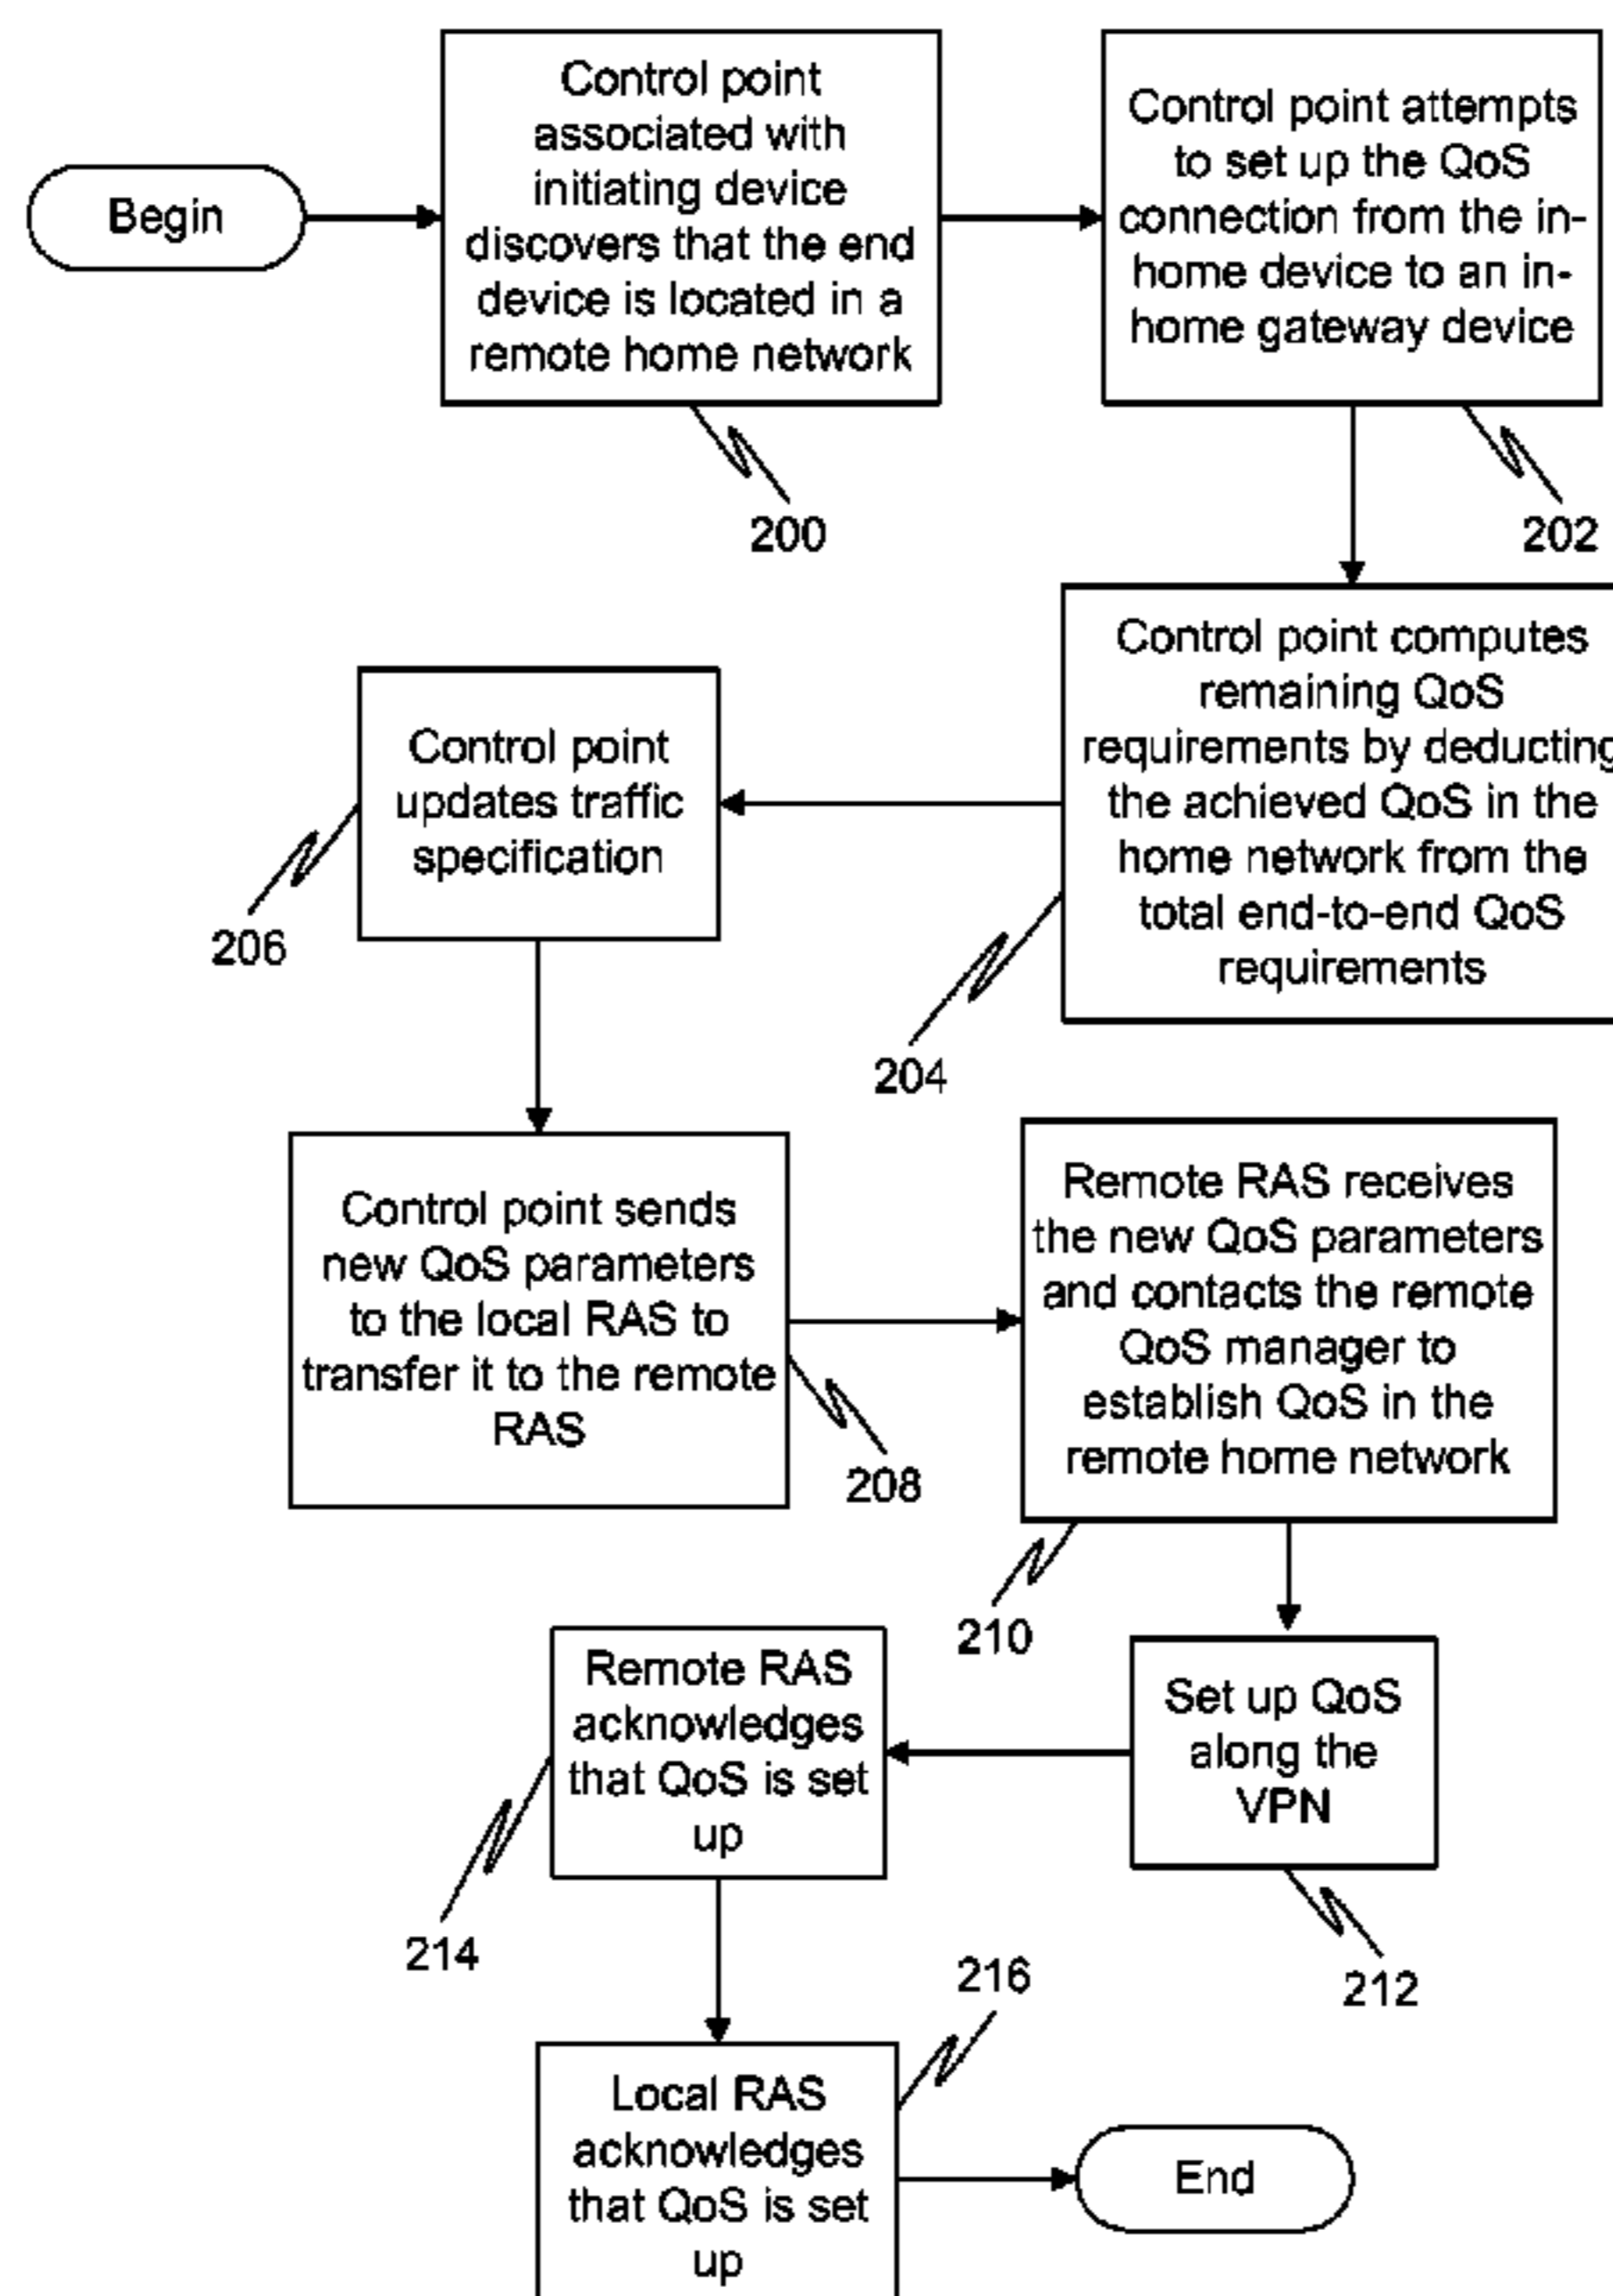 Begin
Control point
associated with
initiating device
discovers that the end
device is located in a
remote home network
200
Control point attempts
to set up the QoS
connection from the in-
home device to an in-
home gateway device
202
Control point computes
remaining QoS
requirements by deducting
the achieved QoS in the
home network from the
total end-to-end QoS
requirements
204
Control point
updates traffic
specification
206
Control point sends
new QoS parameters
to the local RAS to
transfer it to the remote
RAS
208
Remote RAS receives
the new QoS parameters
and contacts the remote
QoS manager to
establish QoS in the
remote home network
210
Set up QoS
along the
VPN
212
Remote RAS
acknowledges
that QoS is set
up
214
Local RAS
acknowledges
that QoS is set
up
216
End